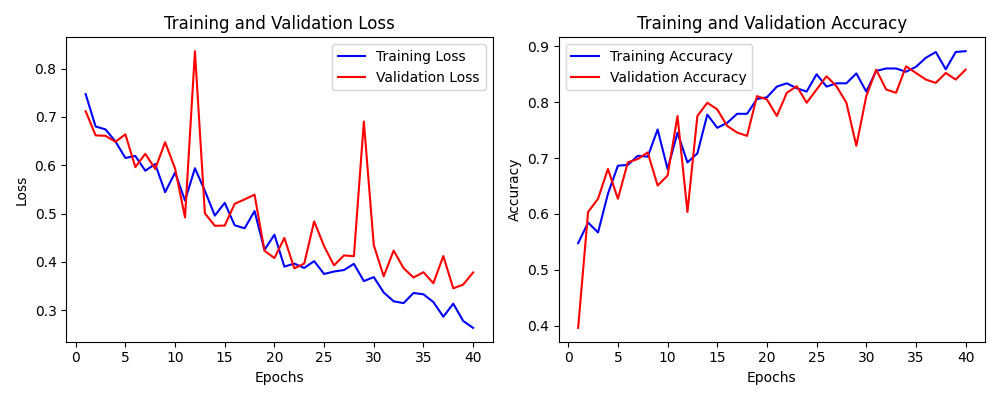 Training and Validation Loss
Training Loss
Validation Loss
0.8
0.7
0.6
0.5
0.4
0.3
Loss
0 5 10 15 20 25 30 35 40
Epochs
Training and Validation Accuracy
Training Accuracy
Validation Accuracy
0.9
0.8
0.7
0.6
0.5
0.4
Accuracy
0 5 10 15 20 25 30 35 40
Epochs